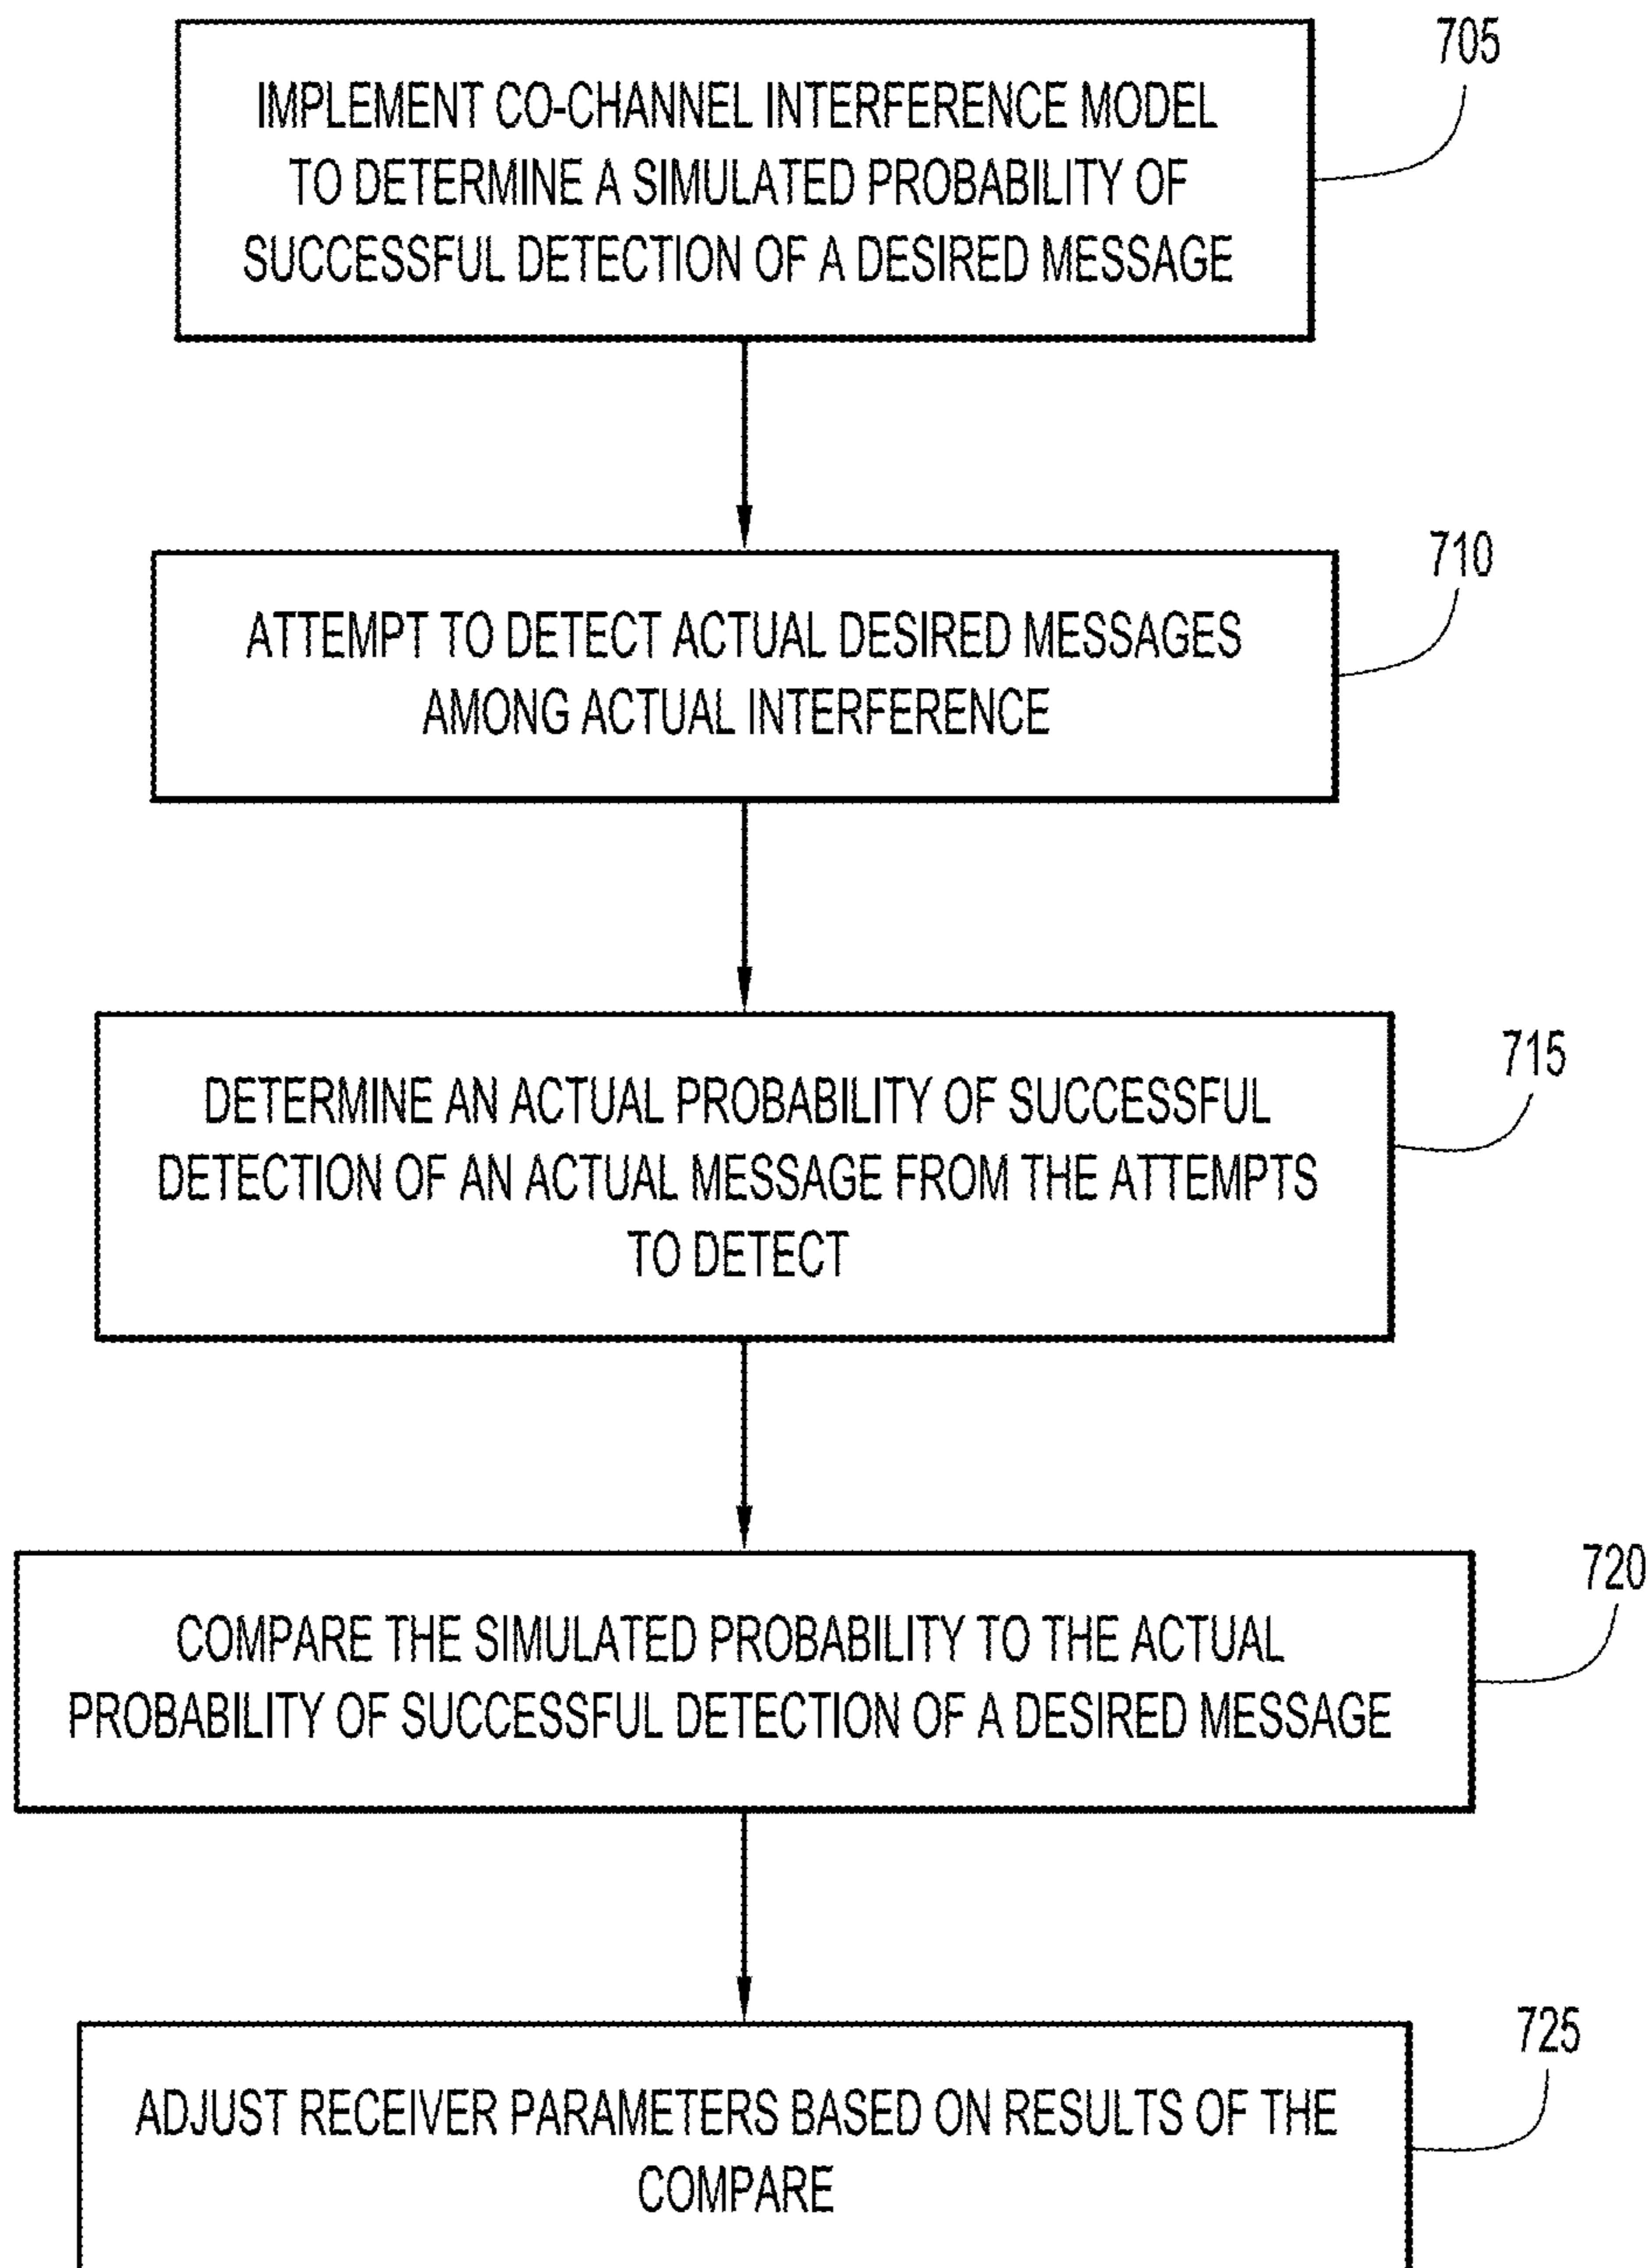 705
IMPLEMENT CO-CHANNEL INTERFERENCE MODEL
TO DETERMINE A SIMULATED PROBABILITY OF
SUCCESSFUL DETECTION OF A DESIRED MESSAGE
710
ATTEMPT TO DETECT ACTUAL DESIRED MESSAGES
AMONG ACTUAL INTERFERENCE
715
DETERMINE AN ACTUAL PROBABILITY OF SUCCESSFUL
DETECTION OF AN ACTUAL MESSAGE FROM THE ATTEMPTS
TO DETECT
720
COMPARE THE SIMULATED PROBABILITY TO THE ACTUAL
PROBABILITY OF SUCCESSFUL DETECTION OF A DESIRED MESSAGE
725
ADJUST RECEIVER PARAMETERS BASED ON RESULTS OF THE
COMPARE